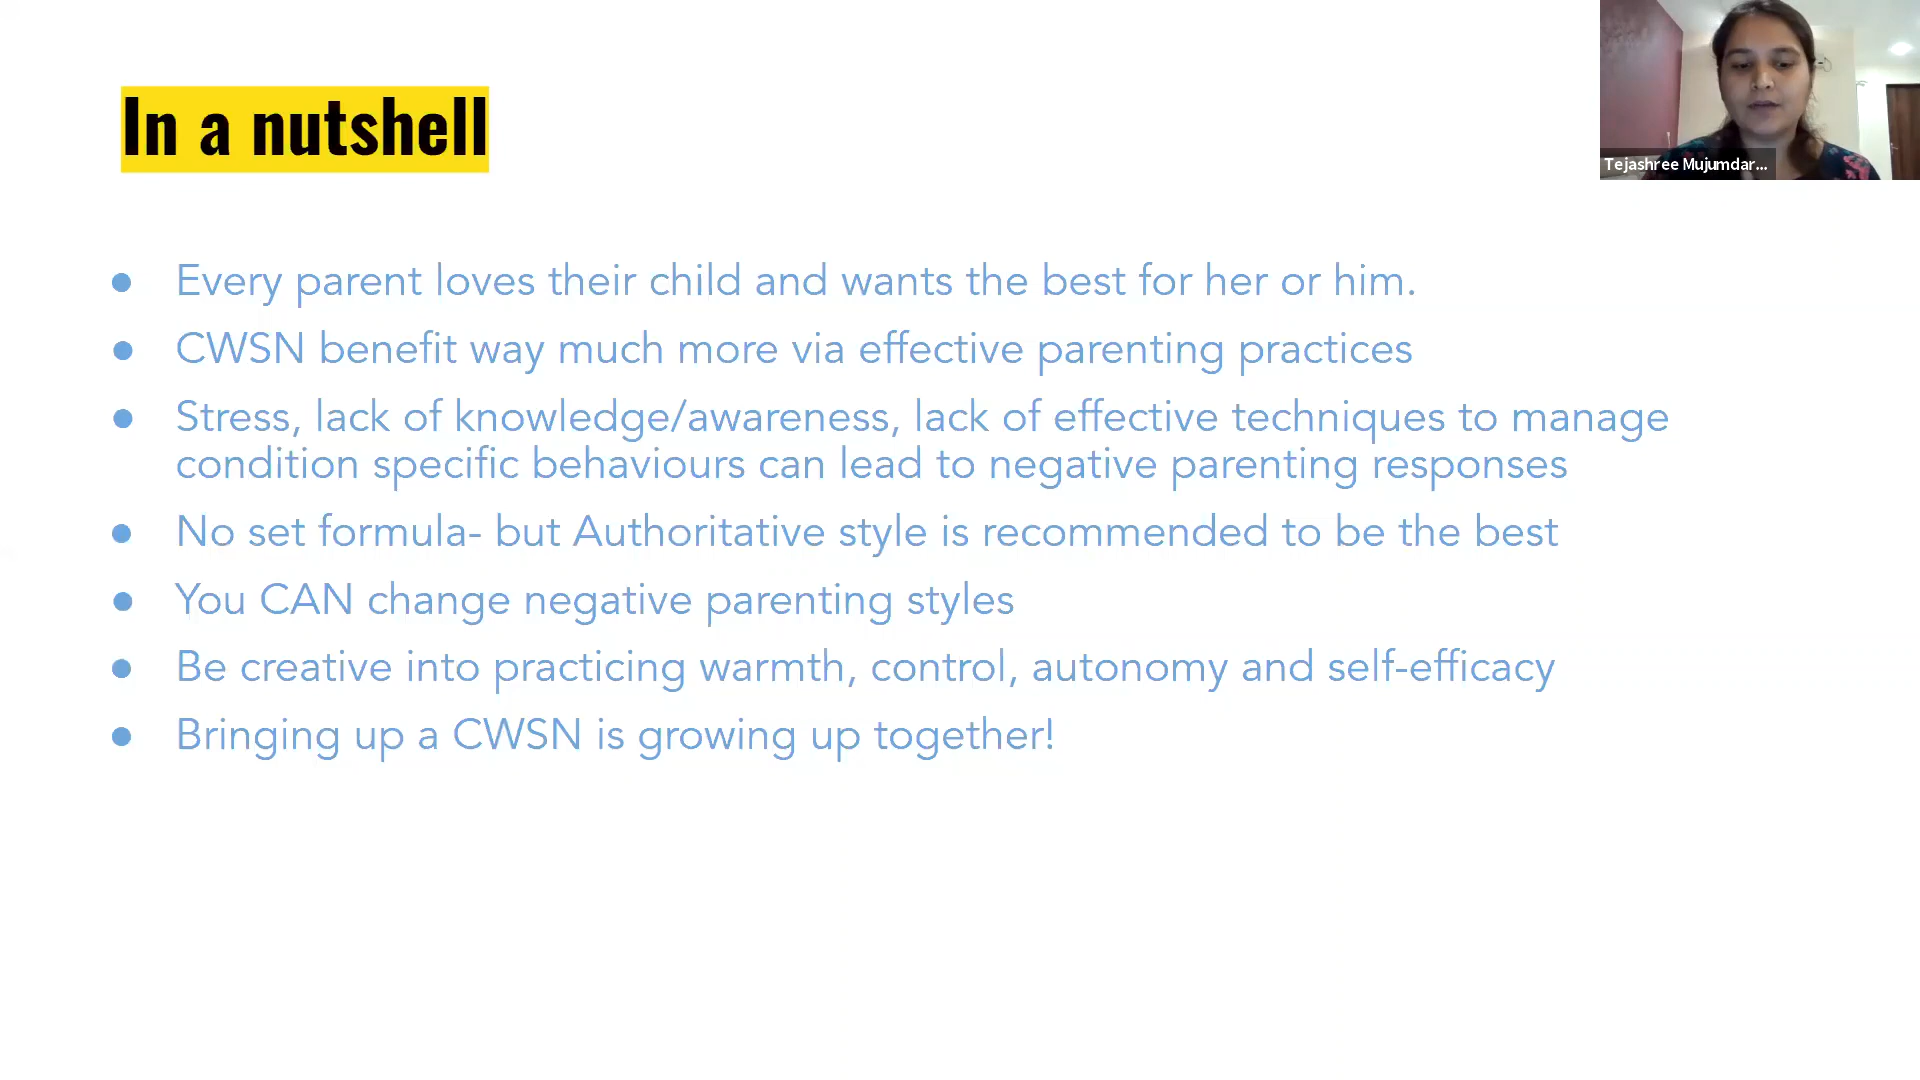 In a nutshell
Tejashree Mujumdar...
● Every parent loves their child and wants the best for her or him.
● CWSN benefit way much more via effective parenting practices
● Stress, lack of knowledge/awareness, lack of effective techniques to manage
condition specific behaviours can lead to negative parenting responses
● No set formula- but Authoritative style is recommended to be the best
● You CAN change negative parenting styles
● Be creative into practicing warmth, control, autonomy and self-efficacy
● Bringing up a CWSN is growing up together!